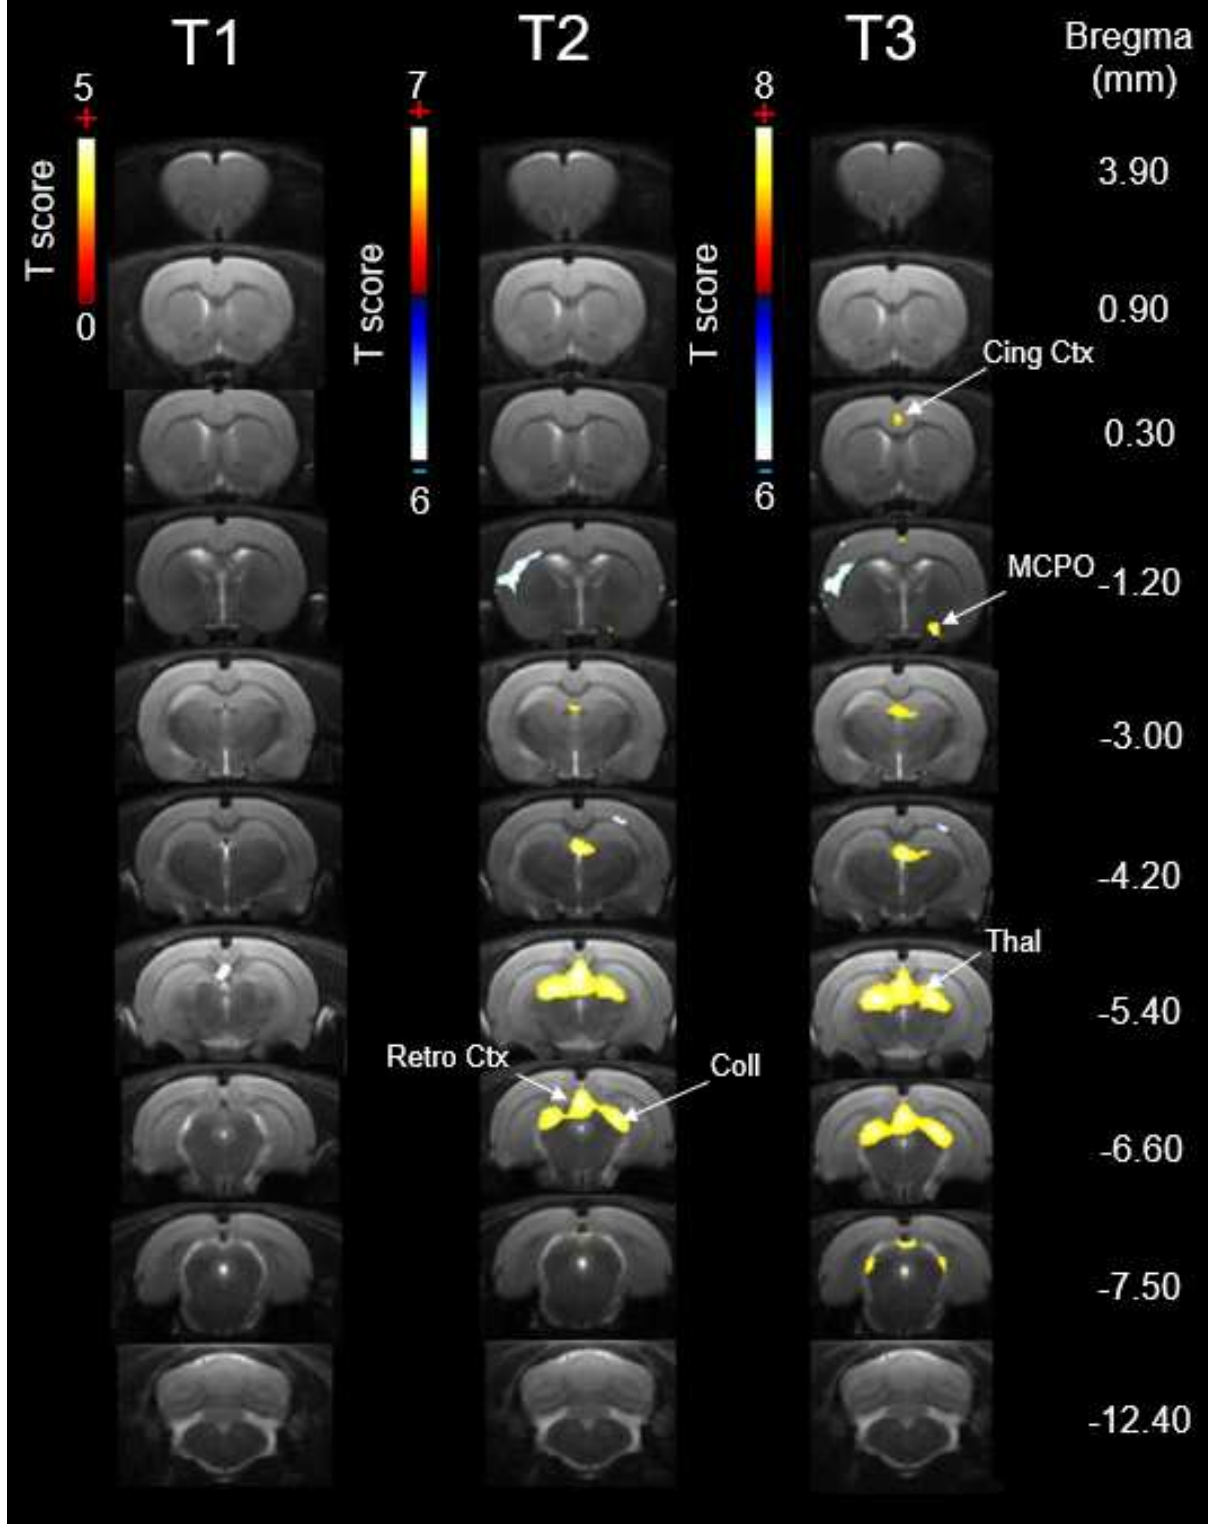 T1
T2
T3
Bregma
(mm)
5
+
7
+
8
+
T score
0
T score
-
6
T score
-
6
3.90
0.90
Cing Ctx
0.30
MCPO
-1.20
-3.00
-4.20
Thal
-5.40
Retro Ctx
Coll
-6.60
-7.50
-12.40